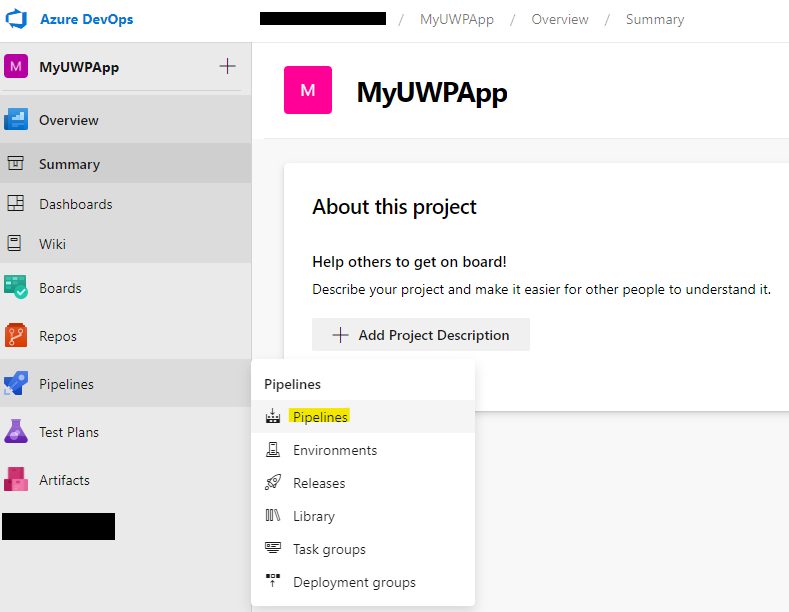 Azure DevOps
/ MyUWPApp / Overview / Summary
M MyUWPApp
M MyUWPApp
Overview
Summary
Dashboards
Wiki
Boards
Repos
Pipelines
Test Plans
Artifacts
About this project
Help others to get on board!
Describe your project and make it easier for other people to understand it.
Add Project Description
Pipelines
Pipelines
Environments
Releases
Library
Task groups
Deployment groups